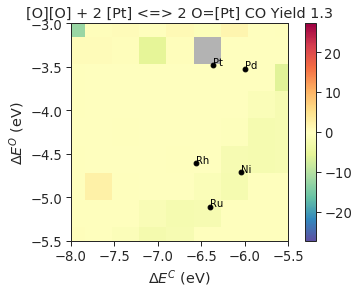 [O][O] + 2 [Pt] <=> 2 O=[Pt] CO Yield 1.3
−3.0
−3.5
−4.0
−4.5
−5.0
−5.5
ΔE^O (eV)
Pt
Pd
Rh
Ni
Ru
20
10
0
−10
−20
−8.0 −7.5 −7.0 −6.5 −6.0 −5.5
ΔE^C (eV)